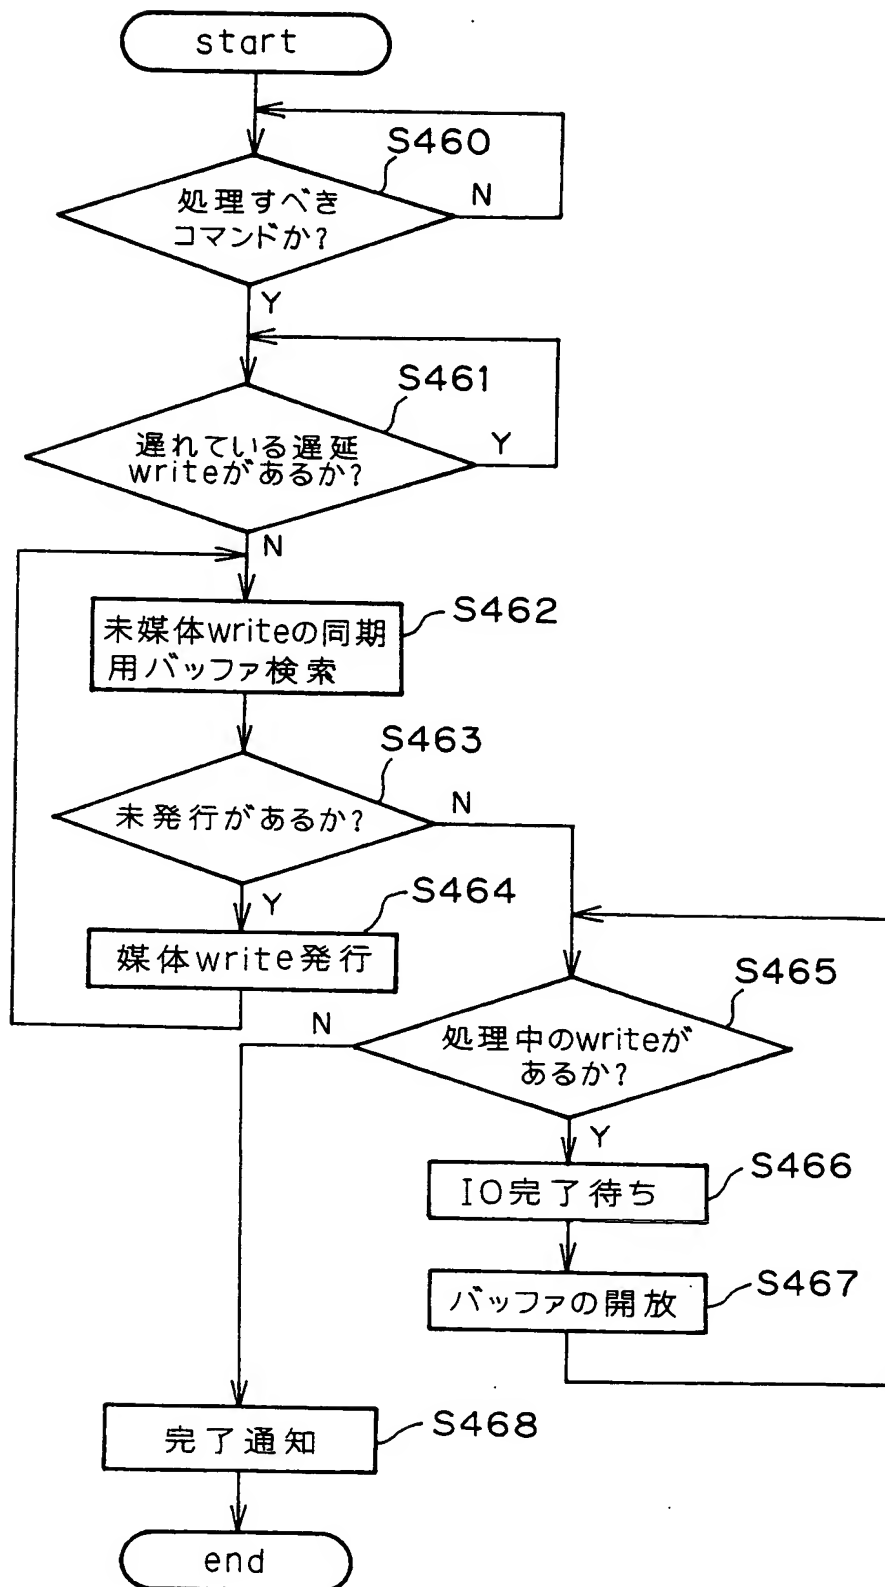 start
S460
処理すべき
コマンドか?
N
Y
S461
遅れている遅延
writeがあるか?
Y
N
S462
未媒体writeの同期
用バッファ検索
S463
未発行があるか?
N
Y
S464
媒体write発行
S465
N
処理中のwriteが
あるか?
Y
S466
IO完了待ち
S467
バッファの開放
S468
完了通知
end